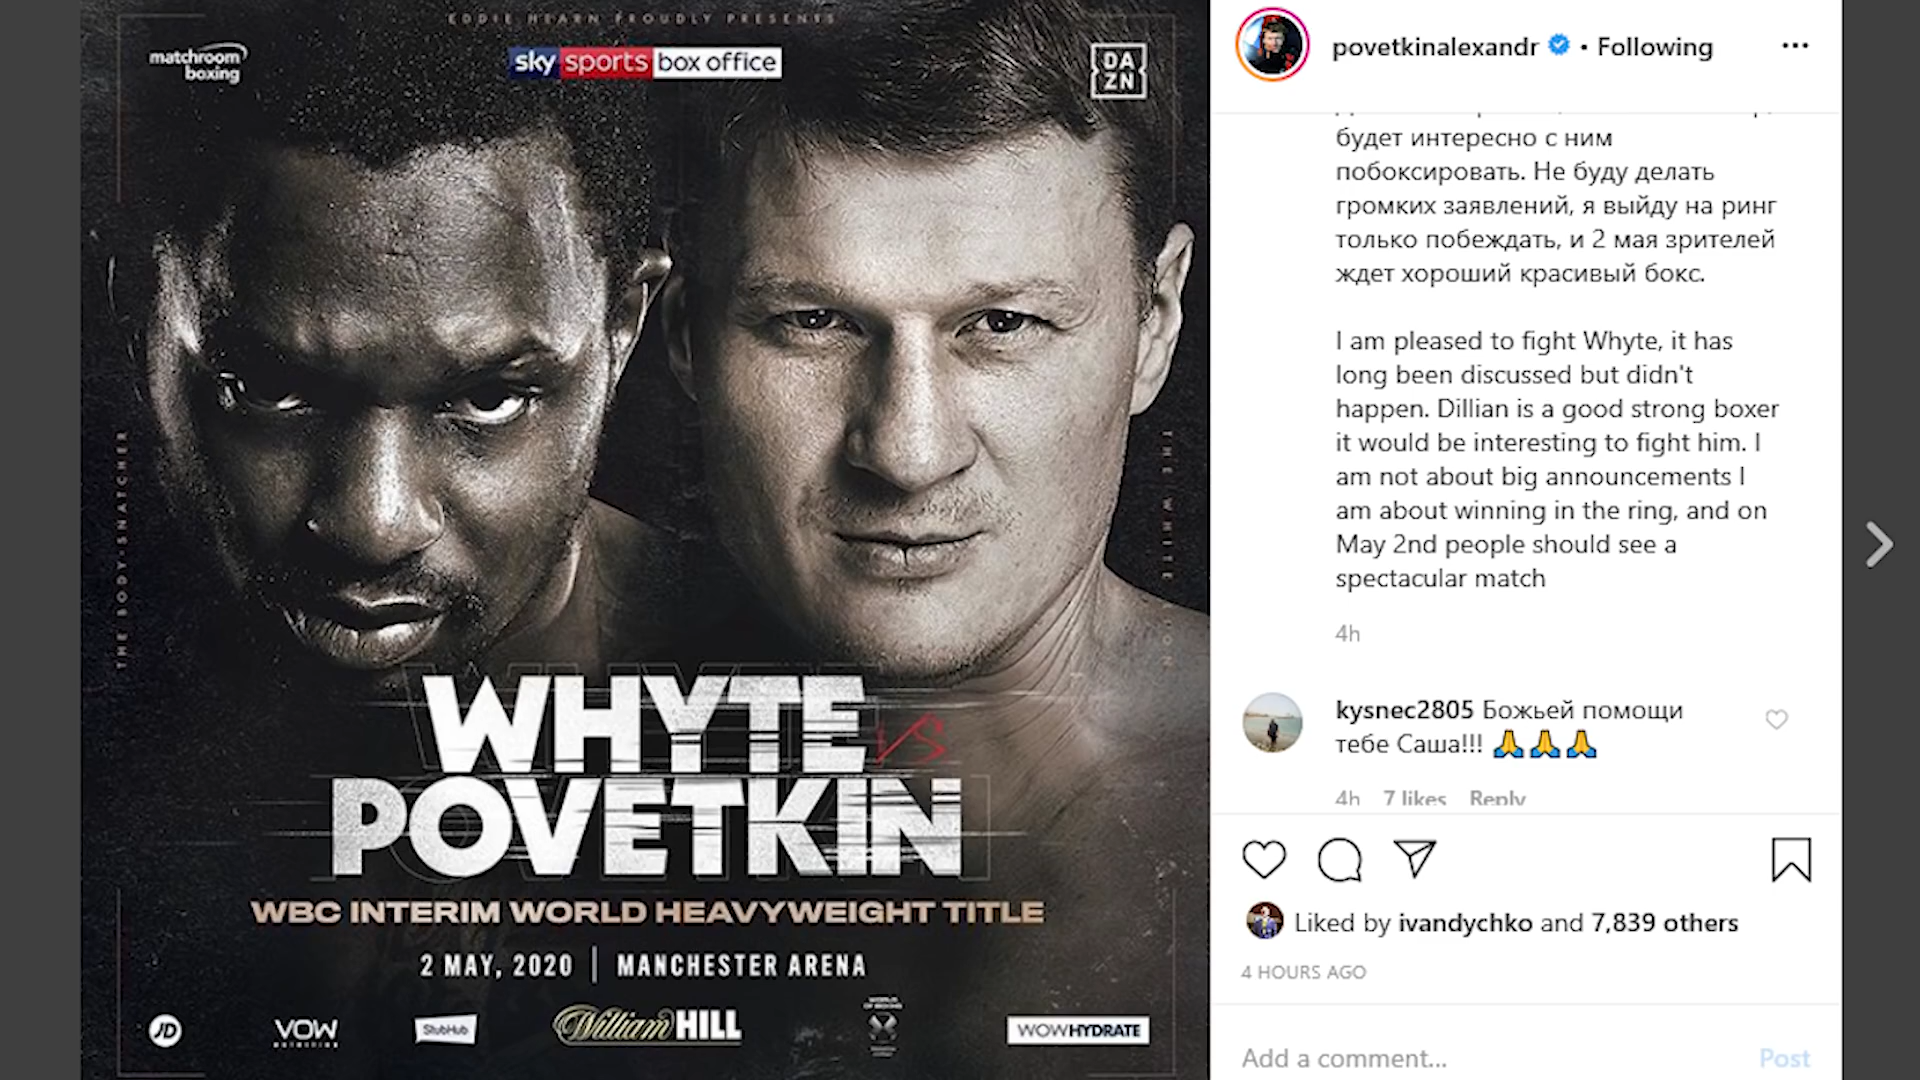 EDDIE HEARN PROUDLY PRESENTS
matchroom
boxing
sky sports box office
DA
ZN
THE BODY-SNATCHER
WHYTE VS
POVETKIN
WBC INTERIM WORLD HEAVYWEIGHT TITLE
2 MAY, 2020 | MANCHESTER ARENA
JD
VOW
NUTRITION
StubHub
William HILL
WOWHYDRATE
povetkinalexandr • Following
будет интересно с ним
побоксировать. Не буду делать
громких заявлений, я выйду на ринг
только побеждать, и 2 мая зрителей
ждет хороший красивый бокс.
I am pleased to fight Whyte, it has
long been discussed but didn't
happen. Dillian is a good strong boxer
it would be interesting to fight him. I
am not about big announcements I
am about winning in the ring, and on
May 2nd people should see a
spectacular match
4h
kysnec2805 Божьей помощи
тебе Саша!!! 🙏🙏🙏
4h 7 likes Reply
Liked by ivandychko and 7,839 others
4 HOURS AGO
Add a comment... Post